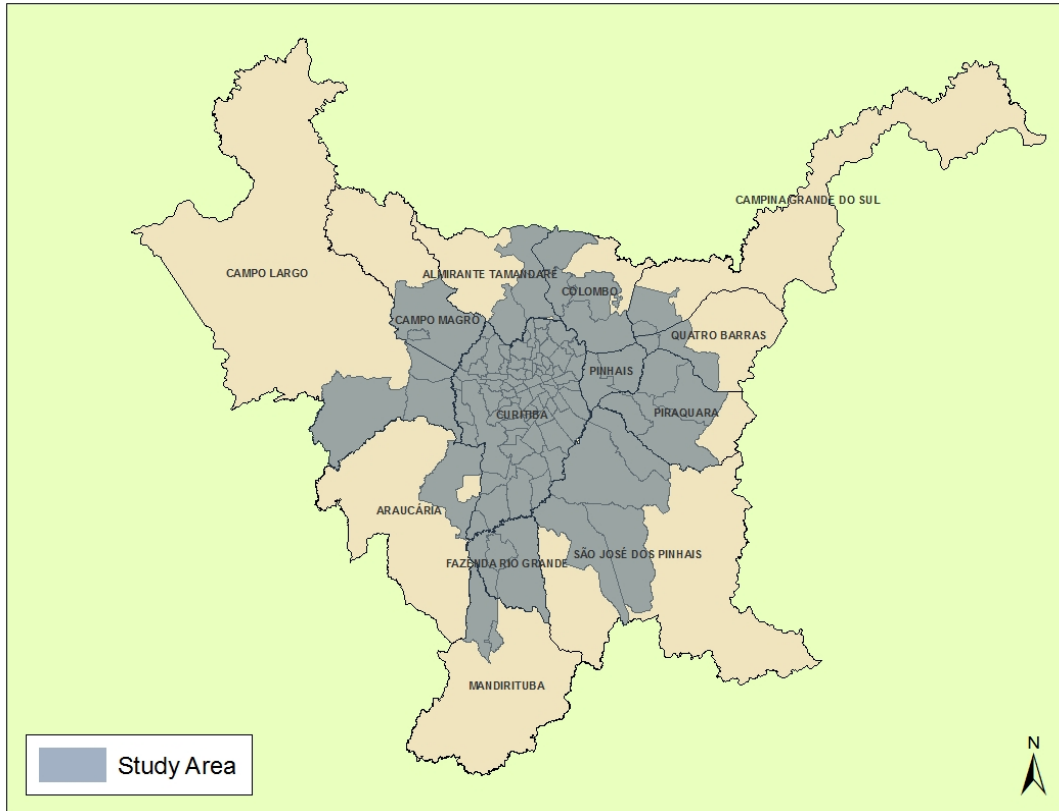 CAMPINA GRANDE DO SUL
CAMPO LARGO
ALMIRANTE TAMANDARÉ
COLOMBO
CAMPO MAGRO
QUATRO BARRAS
PINHAIS
CURITIBA
PIRAQUARA
ARAUCÁRIA
SÃO JOSÉ DOS PINHAIS
FAZENDA RIO GRANDE
MANDIRITUBA
Study Area
N